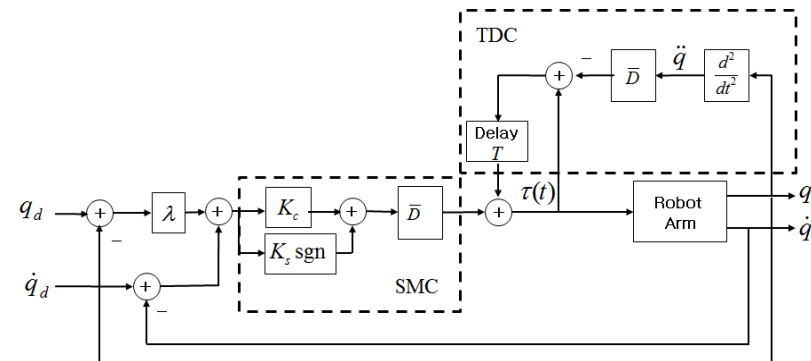 TDC
−
D̄
q̈
d²/dt²
+
Delay
T
q_d
+
−
λ
+
K_c
K_s sgn
+
D̄
SMC
+
τ(t)
Robot
Arm
q
q̇
q̇_d
+
−